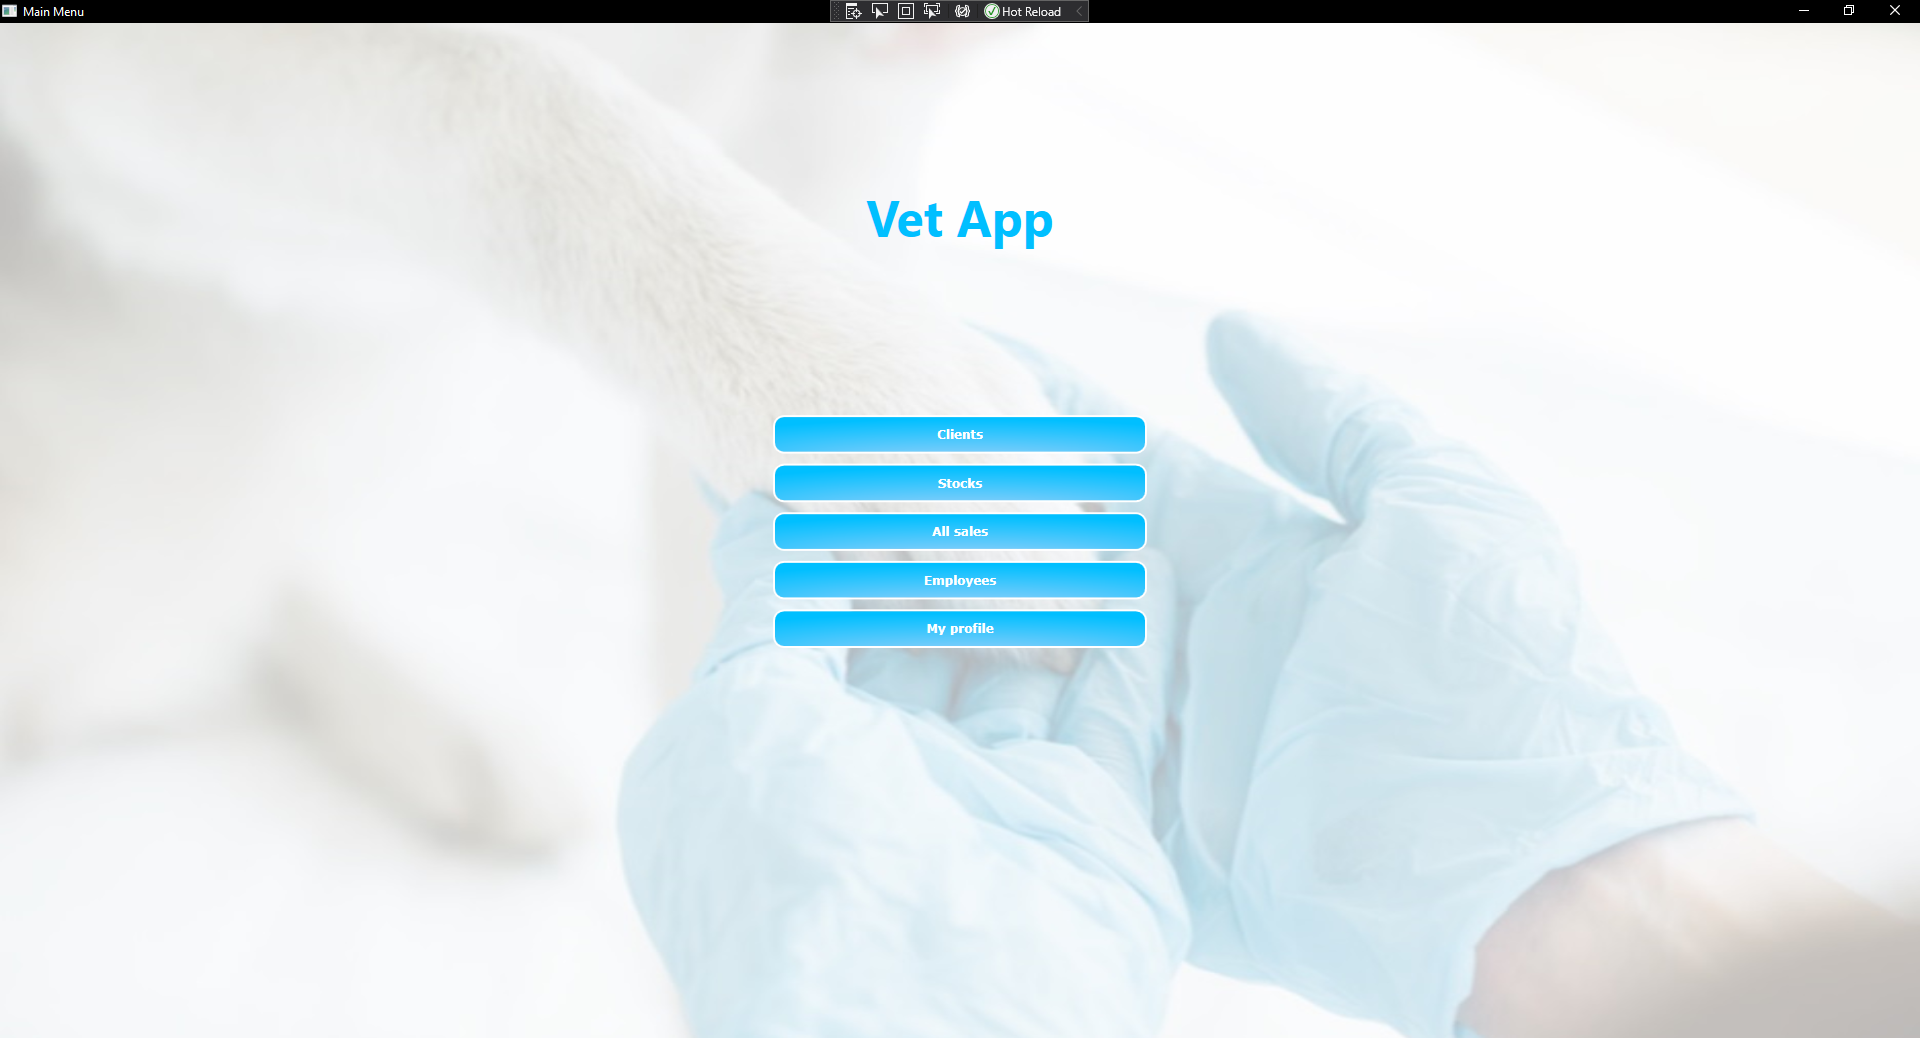 Main Menu
Hot Reload
Vet App
Clients
Stocks
All sales
Employees
My profile